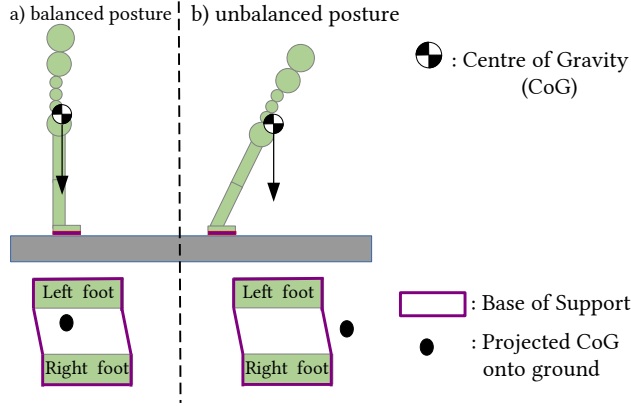 a) balanced posture
b) unbalanced posture
: Centre of Gravity
(CoG)
Left foot
Right foot
Left foot
Right foot
: Base of Support
: Projected CoG
onto ground